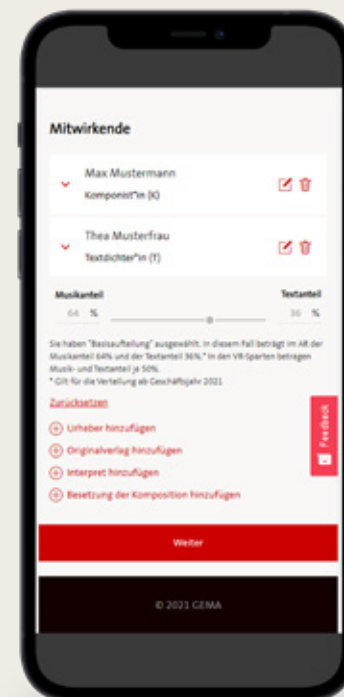 Mitwirkende
Max Mustermann
Komponist*in (K)
Thea Musterfrau
Textdichter*in (T)
Musikanteil Textanteil
64 % 36 %
Sie haben "Basisaufteilung" ausgewählt. In diesem Fall beträgt im AR der
Musikanteil 64% und der Textanteil 36%.* In den VR-Sparten betragen
Musik- und Textanteil je 50%.
* Gilt für die Verteilung ab Geschäftsjahr 2021
Zurücksetzen
Urheber hinzufügen
Originalverlag hinzufügen
Interpret hinzufügen
Besetzung der Komposition hinzufügen
Feedback
Weiter
© 2021 GEMA